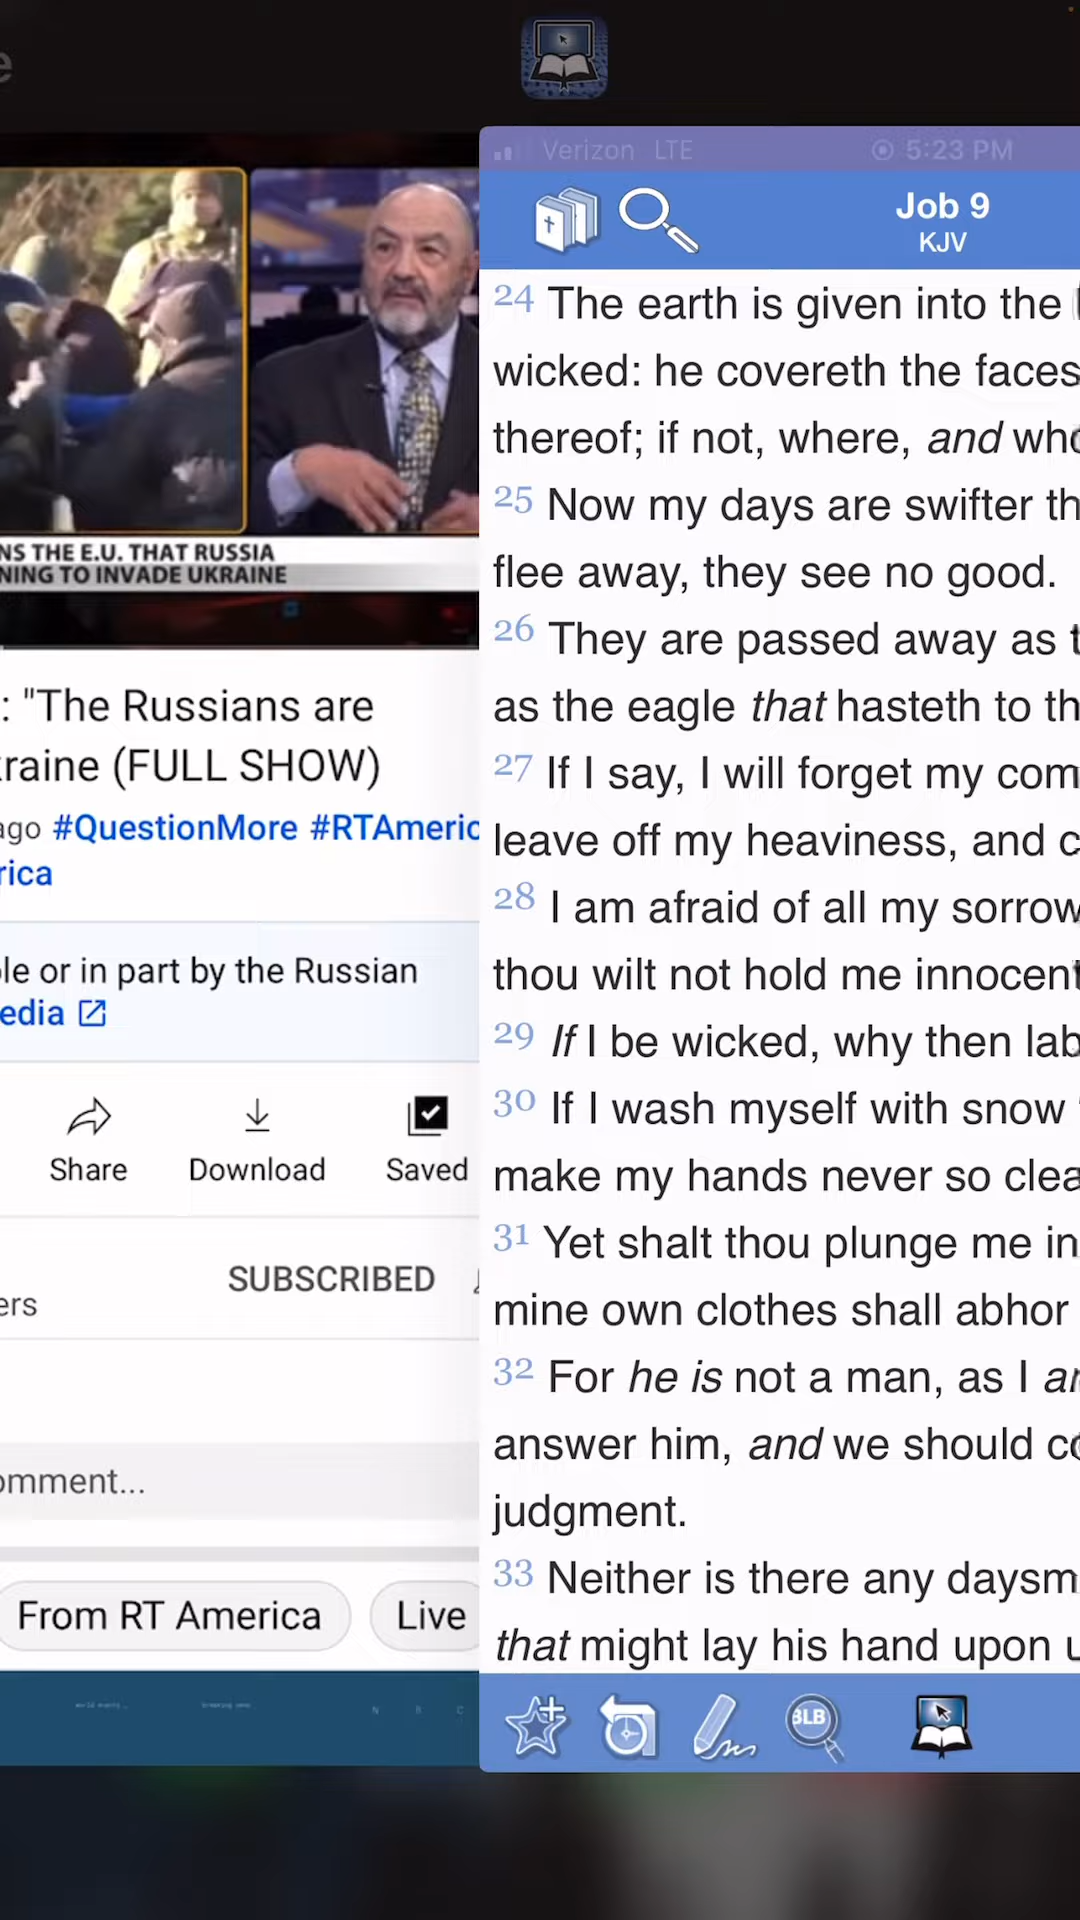 e
Verizon LTE
5:23 PM
Job 9
KJV
24 The earth is given into the
wicked: he covereth the faces
thereof; if not, where, and who
25 Now my days are swifter th
flee away, they see no good.
26 They are passed away as t
as the eagle that hasteth to th
27 If I say, I will forget my com
leave off my heaviness, and c
28 I am afraid of all my sorrow
thou wilt not hold me innocent
29 If I be wicked, why then lab
30 If I wash myself with snow
make my hands never so clea
31 Yet shalt thou plunge me in
mine own clothes shall abhor
32 For he is not a man, as I a
answer him, and we should co
judgment.
33 Neither is there any daysm
that might lay his hand upon u
BLB
NS THE E.U. THAT RUSSIA
NING TO INVADE UKRAINE
: "The Russians are
raine (FULL SHOW)
ago #QuestionMore #RTAmeric
rica
le or in part by the Russian
edia
Share
Download
Saved
SUBSCRIBED
ers
omment...
From RT America
Live
world events...
breaking news
N B C